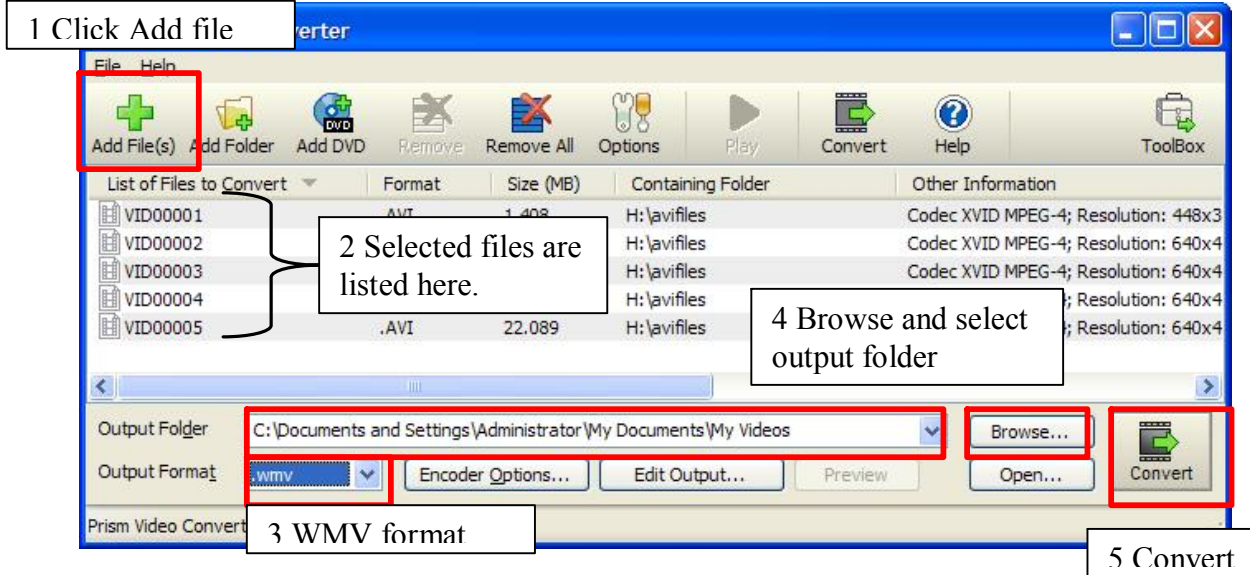 1 Click Add file
verter
File Help
Add File(s) Add Folder Add DVD Remove Remove All Options Play Convert Help ToolBox
DVD
List of Files to Convert Format Size (MB) Containing Folder Other Information
VID00001 .AVI 1.408 H:\avifiles Codec XVID MPEG-4; Resolution: 448x3
VID00002 H:\avifiles Codec XVID MPEG-4; Resolution: 640x4
VID00003 H:\avifiles Codec XVID MPEG-4; Resolution: 640x4
VID00004 H:\avifiles ; Resolution: 640x4
VID00005 .AVI 22.089 H:\avifiles ; Resolution: 640x4
2 Selected files are
listed here.
4 Browse and select
output folder
Output Folder C:\Documents and Settings\Administrator\My Documents\My Videos Browse...
Output Format .wmv Encoder Options... Edit Output... Preview Open... Convert
Prism Video Convert
3 WMV format
5 Convert